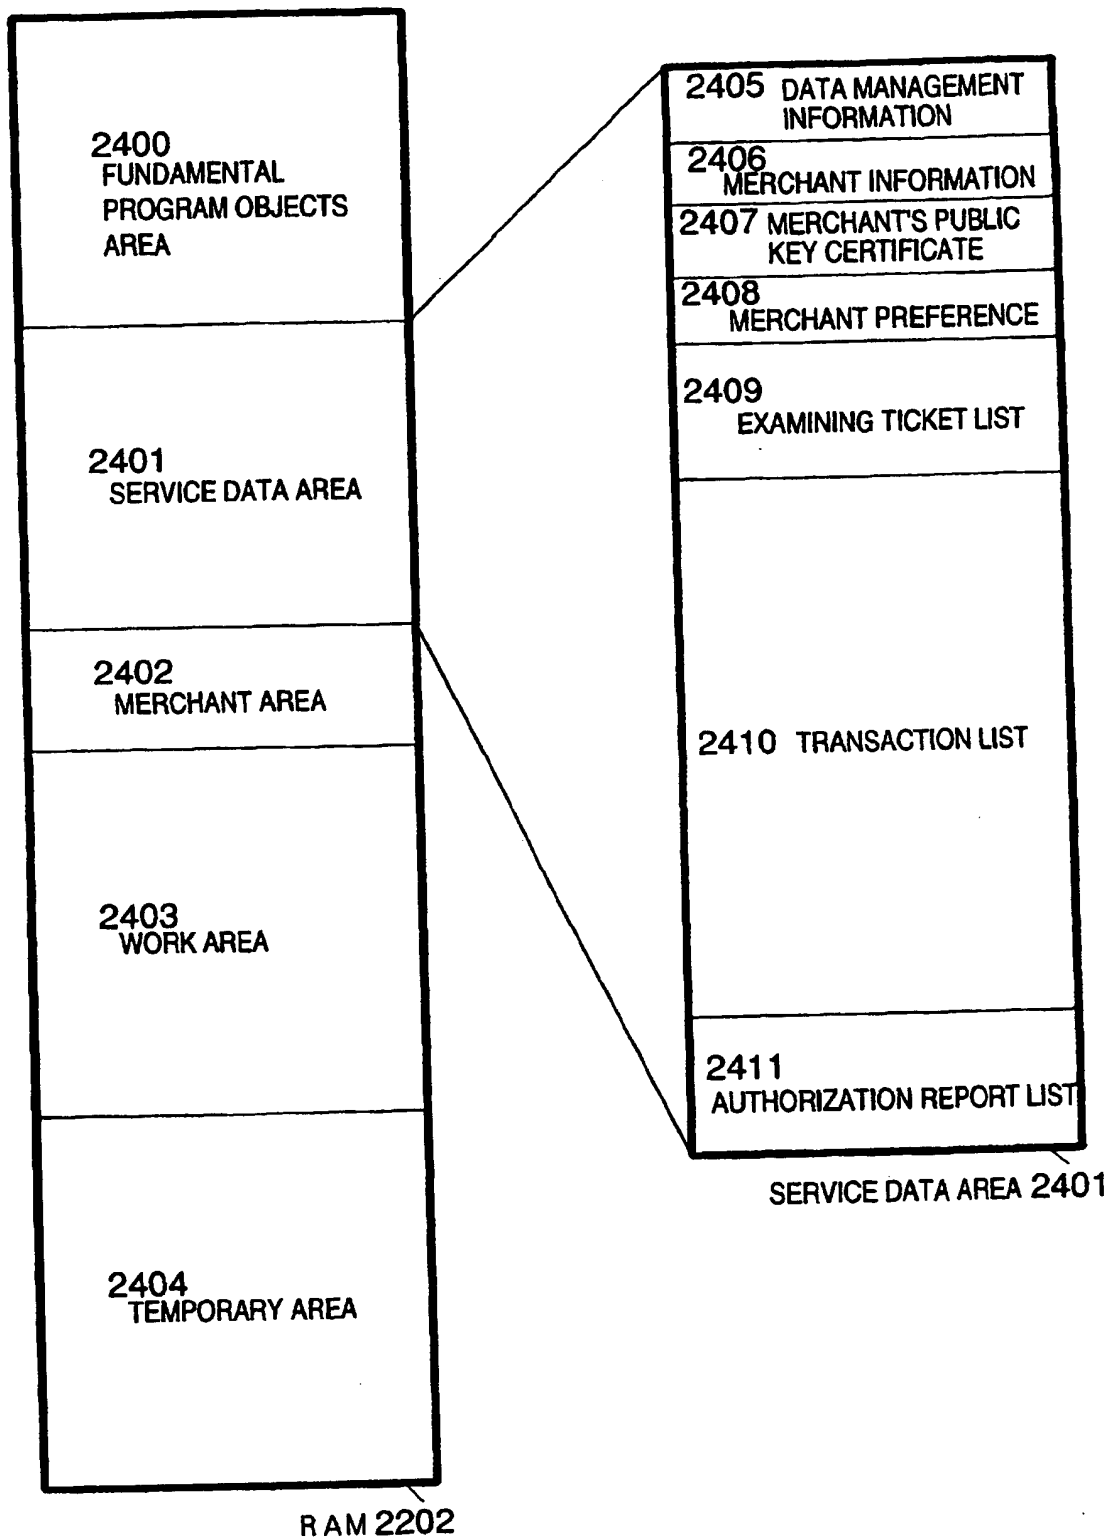 2400
FUNDAMENTAL
PROGRAM OBJECTS
AREA
2401
SERVICE DATA AREA
2402
MERCHANT AREA
2403
WORK AREA
2404
TEMPORARY AREA
RAM 2202
2405 DATA MANAGEMENT
INFORMATION
2406
MERCHANT INFORMATION
2407 MERCHANT'S PUBLIC
KEY CERTIFICATE
2408
MERCHANT PREFERENCE
2409
EXAMINING TICKET LIST
2410 TRANSACTION LIST
2411
AUTHORIZATION REPORT LIST
SERVICE DATA AREA 2401